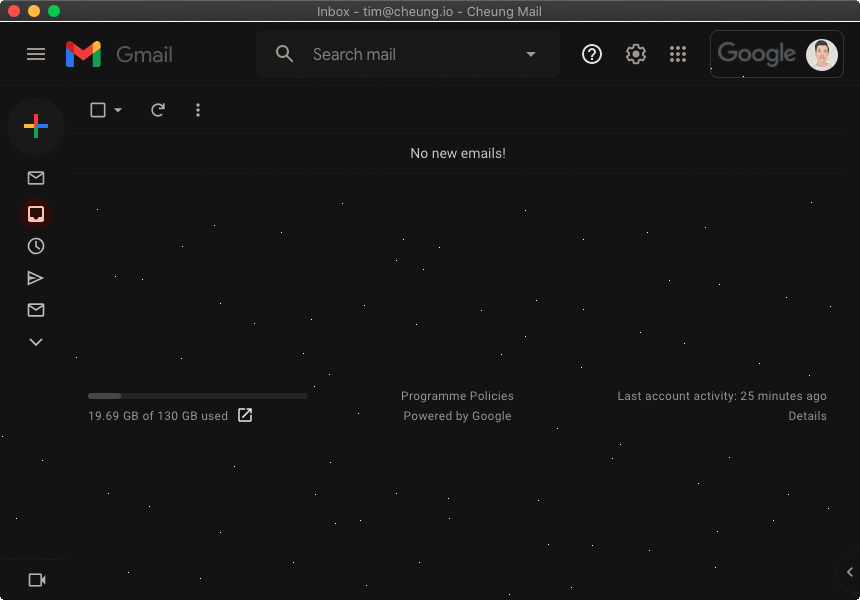 Inbox - tim@cheung.io - Cheung Mail
Gmail
Search mail
Google
No new emails!
19.69 GB of 130 GB used
Programme Policies
Powered by Google
Last account activity: 25 minutes ago
Details